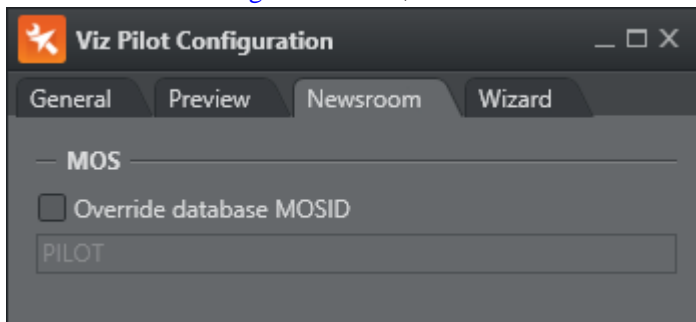 Viz Pilot Configuration
General Preview Newsroom Wizard
MOS
Override database MOSID
PILOT